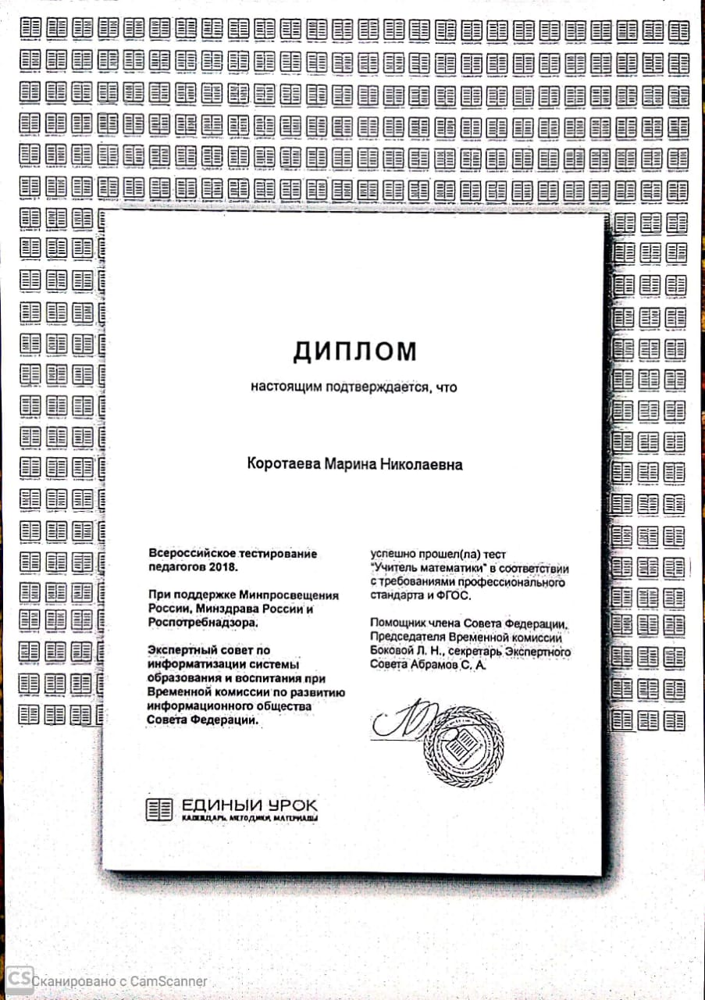 ДИПЛОМ
настоящим подтверждается, что
Коротаева Марина Николаевна
Всероссийское тестирование
педагогов 2018.
При поддержке Минпросвещения
России, Минздрава России и
Роспотребнадзора.
Экспертный совет по
информатизации системы
образования и воспитания при
Временной комиссии по развитию
информационного общества
Совета Федерации.
успешно прошел(ла) тест
"Учитель математики" в соответствии
с требованиями профессионального
стандарта и ФГОС.
Помощник члена Совета Федерации,
Председателя Временной комиссии
Боковой Л. Н., секретарь Экспертного
Совета Абрамов С. А.
ЕДИНЫЙ УРОК
КАЛЕНДАРЬ, МЕТОДИКИ, МАТЕРИАЛЫ
CS Сканировано с CamScanner